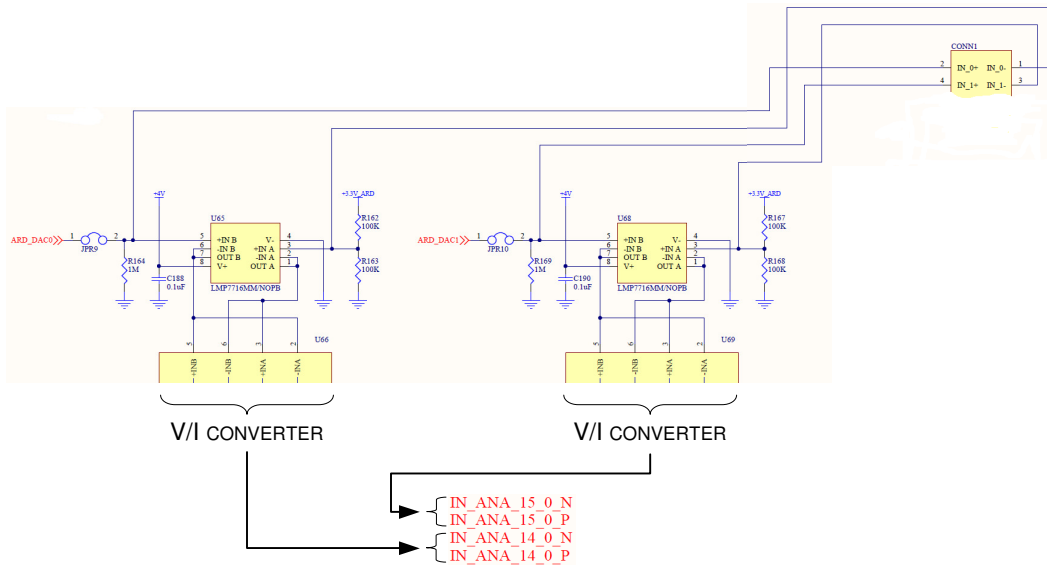 CONN1
2 IN_0+ IN_0- 1
4 IN_1+ IN_1- 3
+4V
+3.3V_ARD
+4V
+3.3V_ARD
U65
R162
100K
U68
R167
100K
ARD_DAC0 1 2 5 +IN B V- 4
JPR9 6 -IN B +IN A 3
7 OUT B -IN A 2
8 V+ OUT A 1
R164
1M
C188
0.1uF
LMP7716MM/NOPB
R163
100K
ARD_DAC1 1 2 5 +IN B V- 4
JPR10 6 -IN B +IN A 3
7 OUT B -IN A 2
8 V+ OUT A 1
R169
1M
C190
0.1uF
LMP7716MM/NOPB
R168
100K
5 6 3 2 U66
+INB -INB +INA -INA
5 6 3 2 U69
+INB -INB +INA -INA
V/I CONVERTER
V/I CONVERTER
IN_ANA_15_0_N
IN_ANA_15_0_P
IN_ANA_14_0_N
IN_ANA_14_0_P